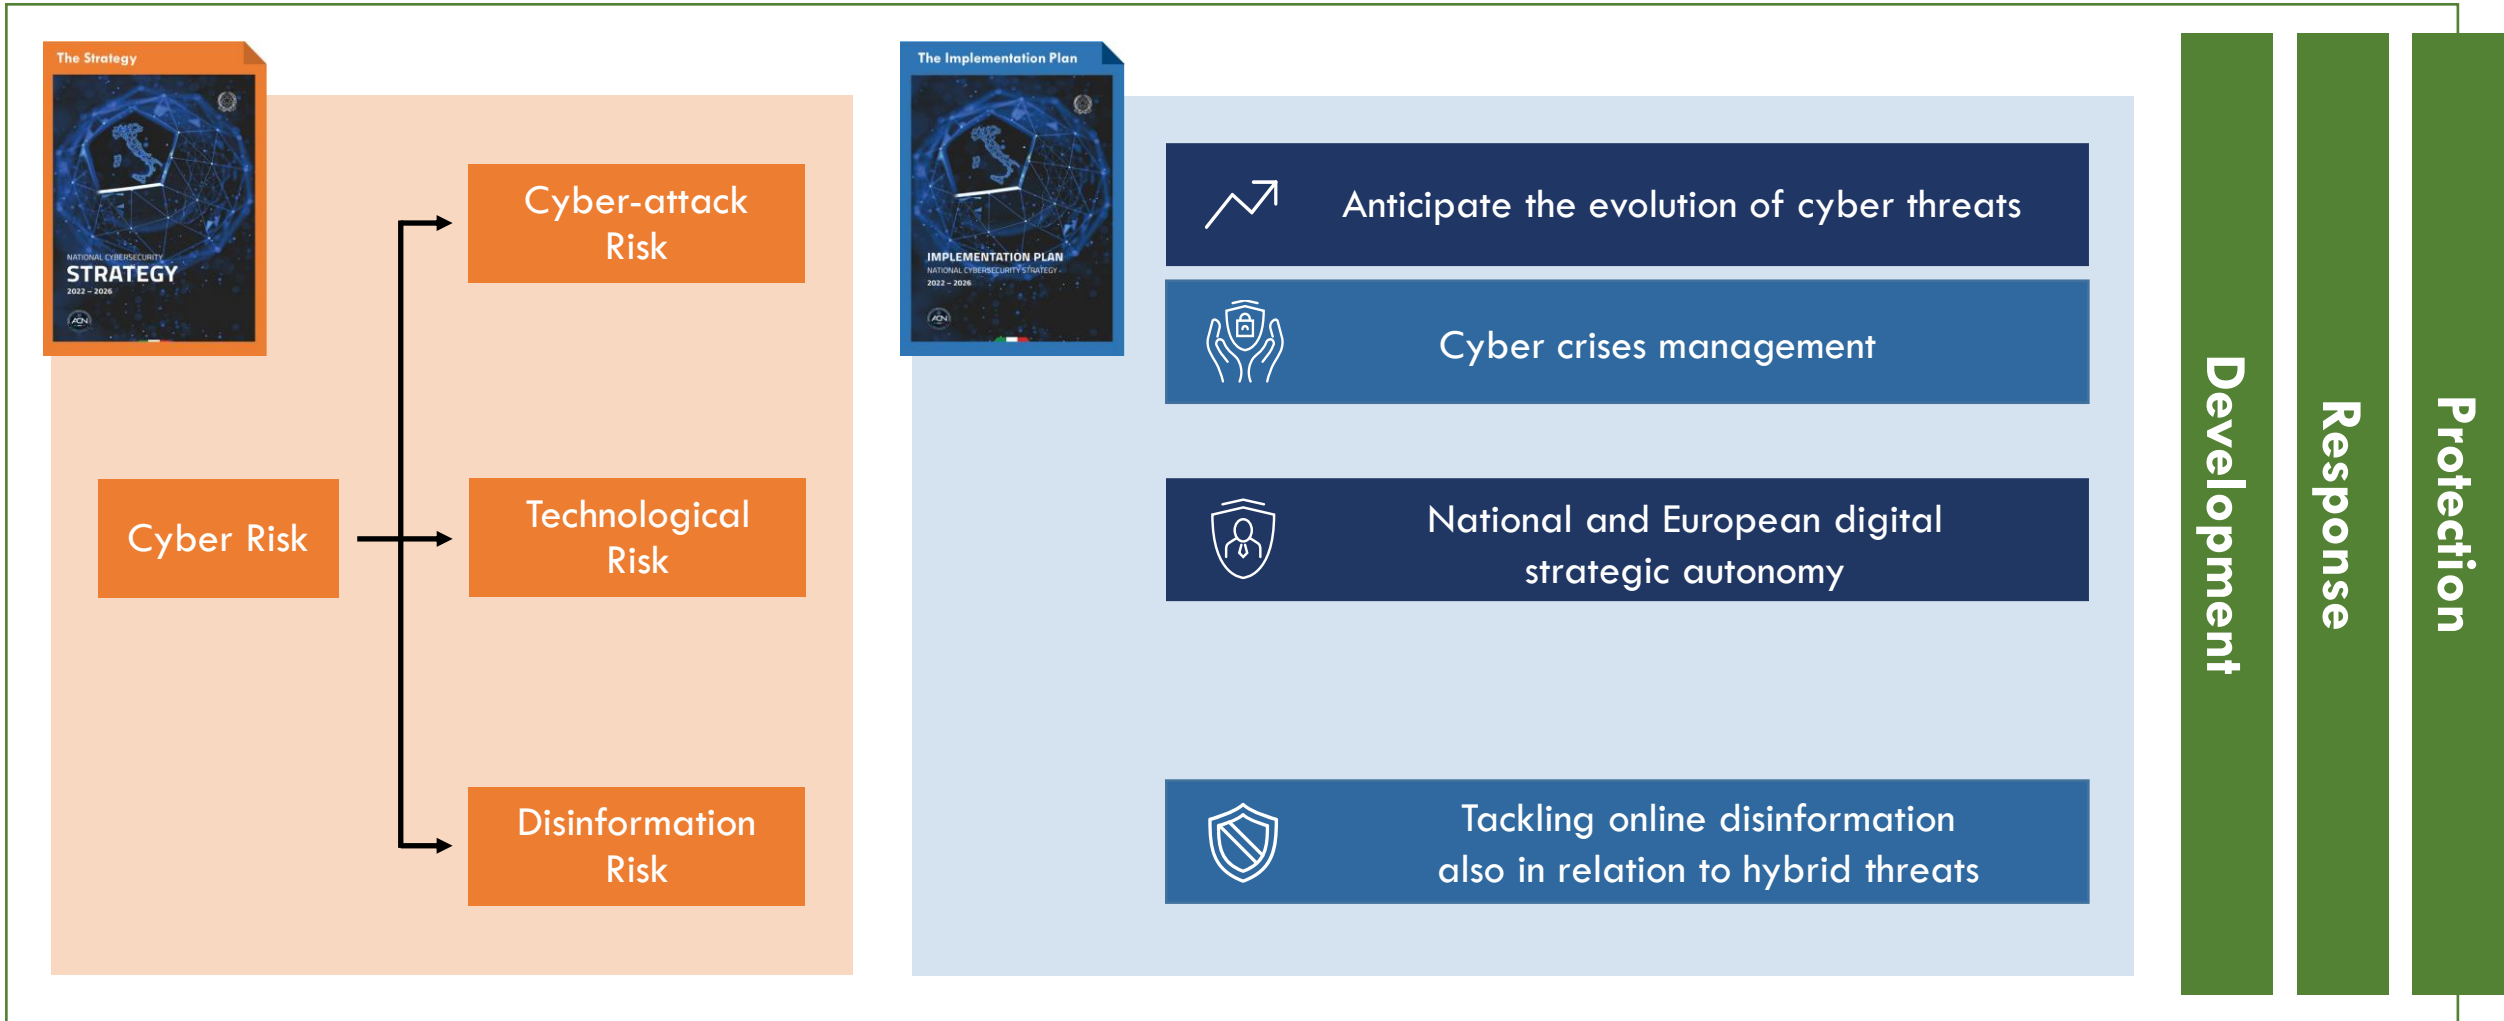 The Strategy
NATIONAL CYBERSECURITY
STRATEGY
2022 – 2026
ACN
Cyber Risk
Cyber-attack
Risk
Technological
Risk
Disinformation
Risk
The Implementation Plan
IMPLEMENTATION PLAN
NATIONAL CYBERSECURITY STRATEGY -
2022 – 2026
ACN
Anticipate the evolution of cyber threats
Cyber crises management
National and European digital
strategic autonomy
Tackling online disinformation
also in relation to hybrid threats
Development
Response
Protection